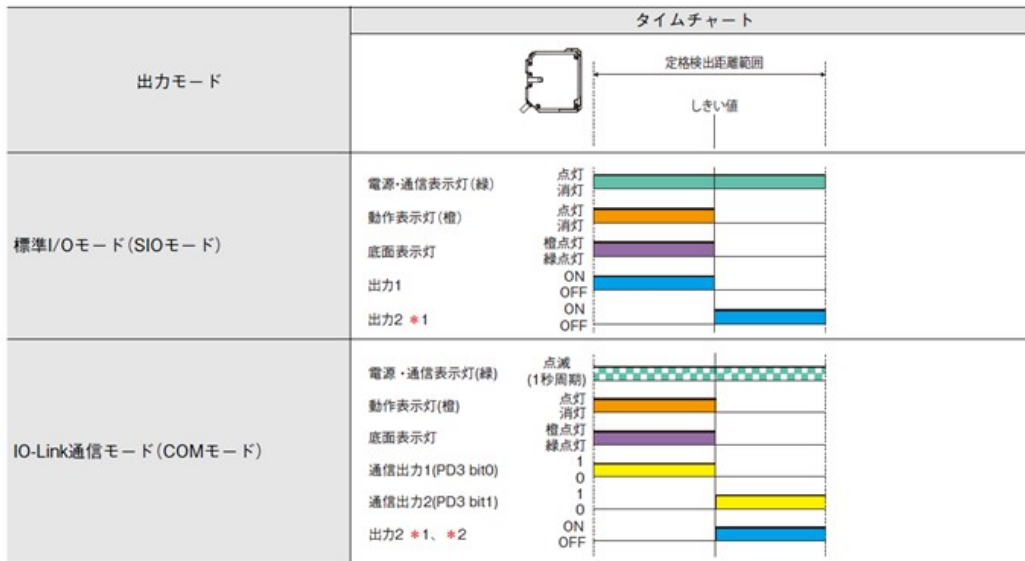 タイムチャート
出力モード
定格検出距離範囲
しきい値
標準I/Oモード(SIOモード)
電源・通信表示灯(緑)
点灯
消灯
動作表示灯(橙)
点灯
消灯
底面表示灯
橙点灯
緑点灯
出力1
ON
OFF
出力2 *1
ON
OFF
IO-Link通信モード(COMモード)
電源・通信表示灯(緑)
点滅
(1秒周期)
動作表示灯(橙)
点灯
消灯
底面表示灯
橙点灯
緑点灯
通信出力1(PD3 bit0)
1
0
通信出力2(PD3 bit1)
1
0
出力2 *1、*2
ON
OFF